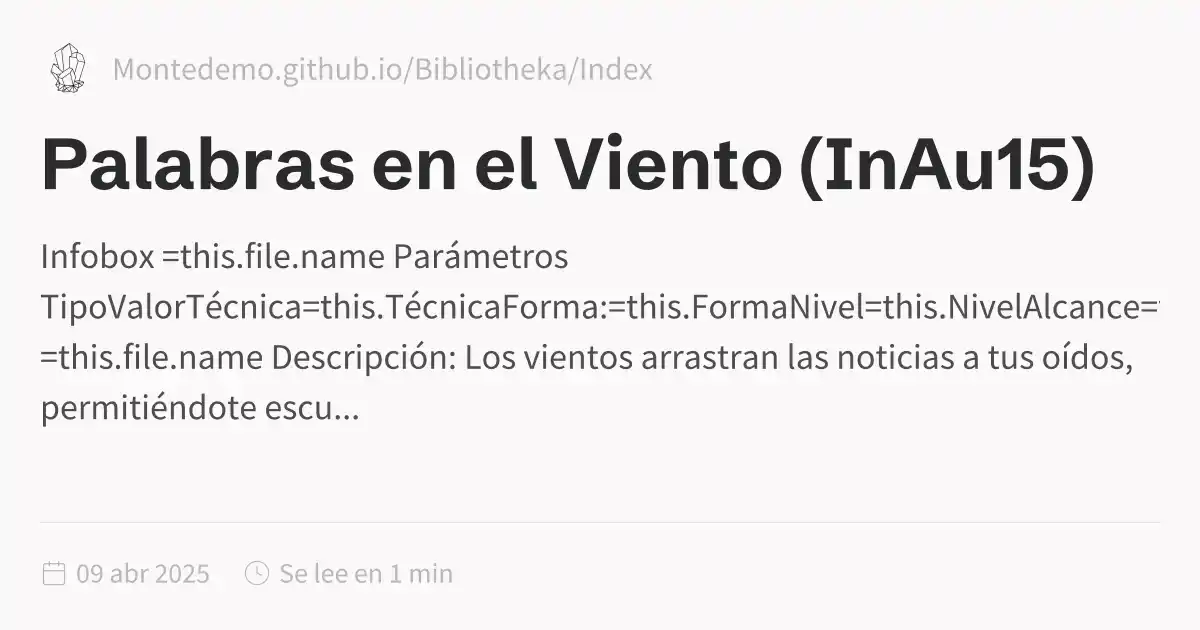 Montedemo.github.io/Bibliotheka/Index
Palabras en el Viento (InAu15)
Infobox =this.file.name Parámetros
TipoValorTécnica=this.TécnicaForma:=this.FormaNivel=this.NivelAlcance=
=this.file.name Descripción: Los vientos arrastran las noticias a tus oídos,
permitiéndote escu...
09 abr 2025 Se lee en 1 min